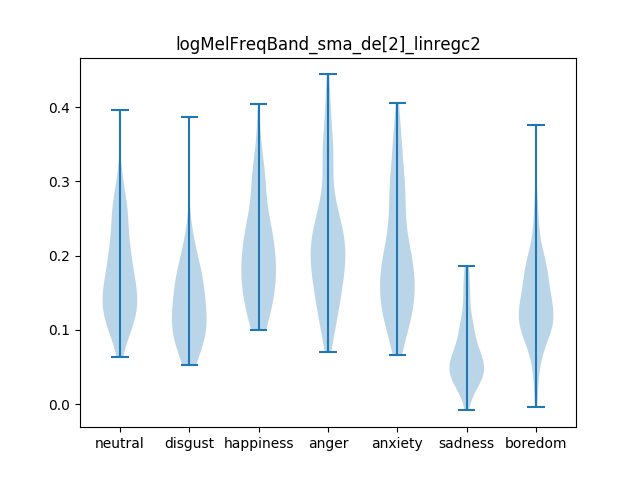 logMelFreqBand_sma_de[2]_linregc2
0.4
0.3
0.2
0.1
0.0
neutral disgust happiness anger anxiety sadness boredom